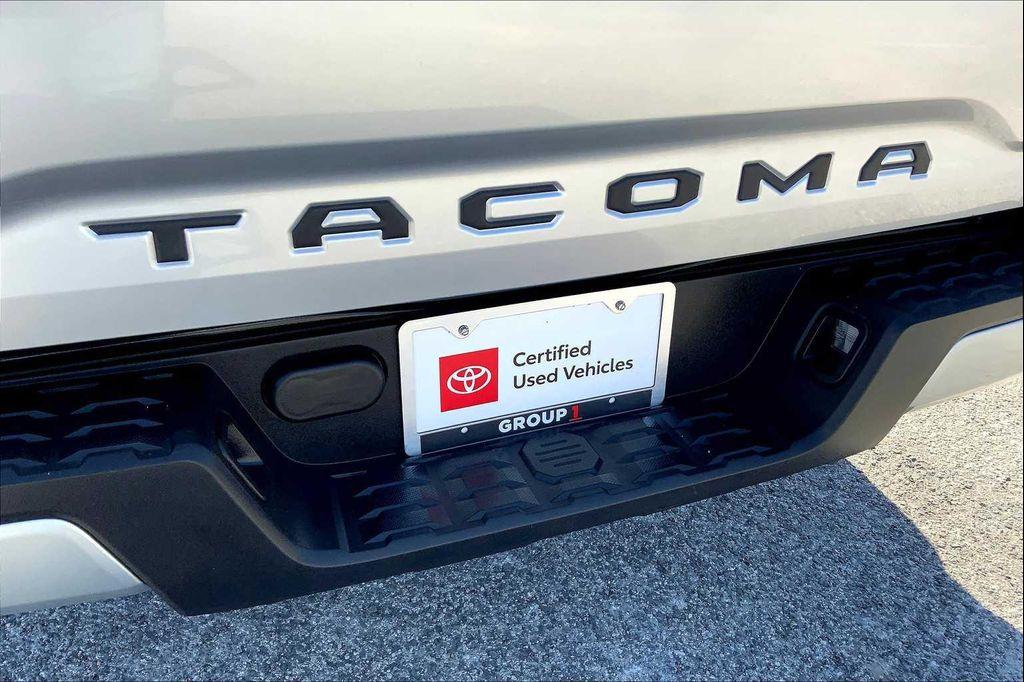 TACOMA
Certified
Used Vehicles
GROUP 1